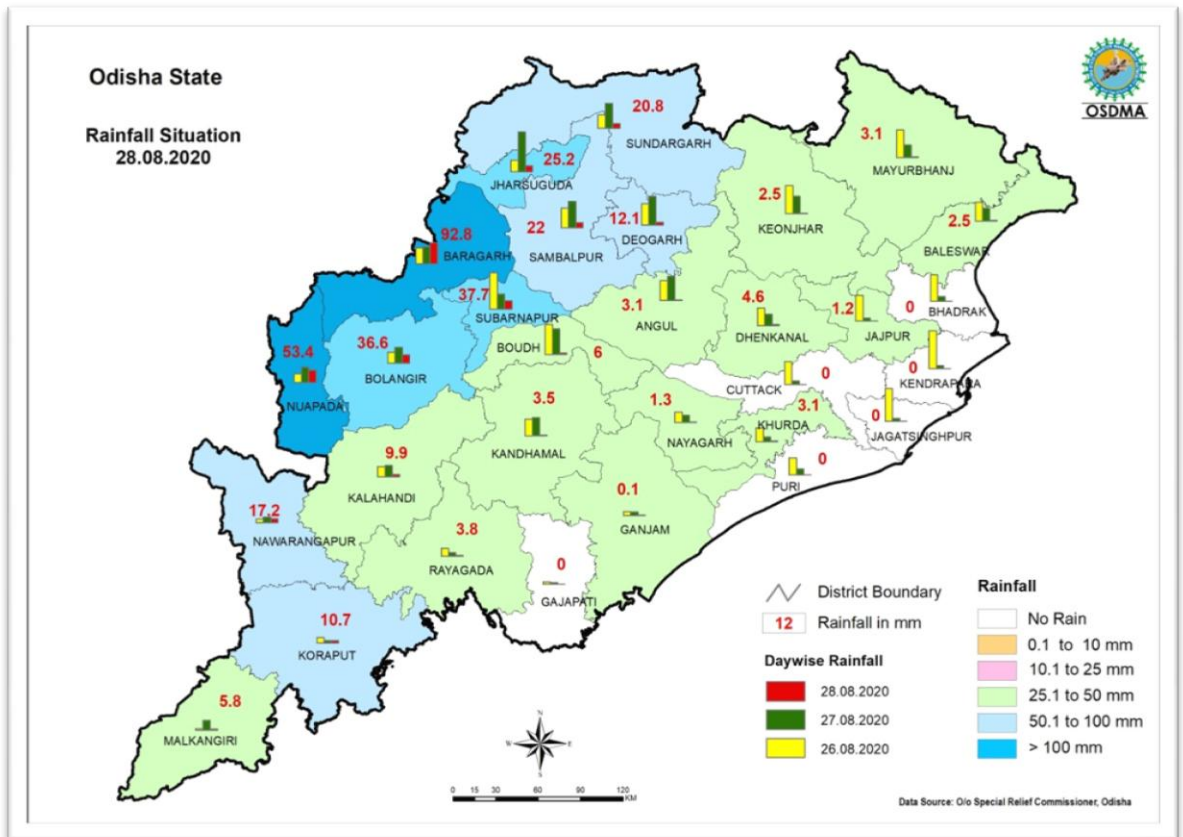 Odisha State
Rainfall Situation
28.08.2020
OSDMA
20.8
SUNDARGARH
3.1
MAYURBHANJ
25.2
JHARSUGUDA
2.5
KEONJHAR
2.5
BALESWAR
92.8
BARAGARH
22
SAMBALPUR
12.1
DEOGARH
37.7
SUBARNAPUR
3.1
ANGUL
4.6
DHENKANAL
1.2
JAJPUR
0
BHADRAK
53.4
NUAPADA
36.6
BOLANGIR
BOUDH
6
CUTTACK
0
0
KENDRAPARA
3.5
KANDHAMAL
1.3
NAYAGARH
3.1
KHURDA
0
JAGATSINGHPUR
9.9
KALAHANDI
0
PURI
17.2
NAWARANGAPUR
0.1
GANJAM
3.8
RAYAGADA
0
GAJAPATI
10.7
KORAPUT
5.8
MALKANGIRI
District Boundary
12 Rainfall in mm
Daywise Rainfall
28.08.2020
27.08.2020
26.08.2020
Rainfall
No Rain
0.1 to 10 mm
10.1 to 25 mm
25.1 to 50 mm
50.1 to 100 mm
> 100 mm
N
W E
S
0 15 30 60 90 120
KM
Data Source: O/o Special Relief Commissioner, Odisha